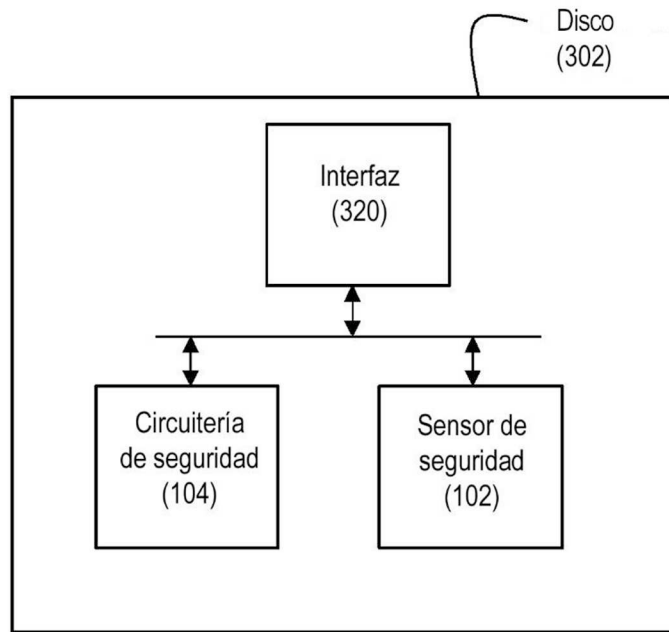 Disco
(302)
Interfaz
(320)
Circuitería
de seguridad
(104)
Sensor de
seguridad
(102)